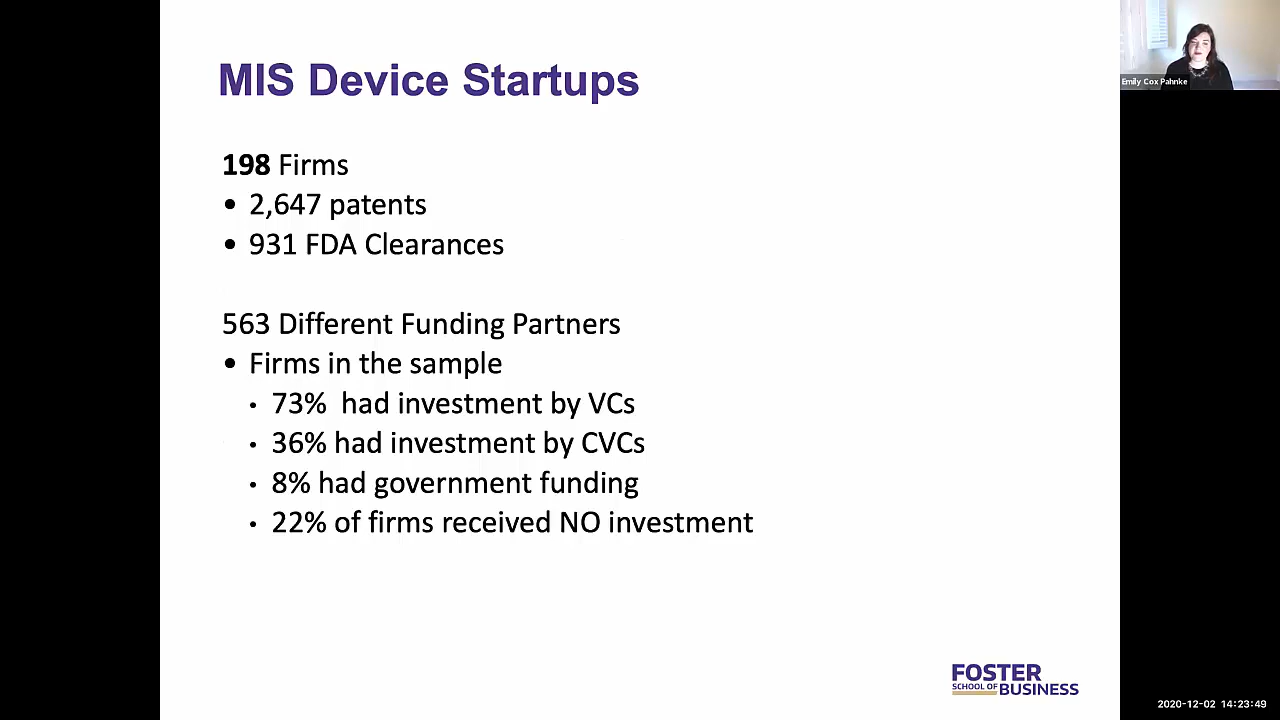 MIS Device Startups
198 Firms
• 2,647 patents
• 931 FDA Clearances
563 Different Funding Partners
• Firms in the sample
• 73% had investment by VCs
• 36% had investment by CVCs
• 8% had government funding
• 22% of firms received NO investment
FOSTER
SCHOOL OF BUSINESS
Emily Cox Pahnke
2020-12-02 14:23:49